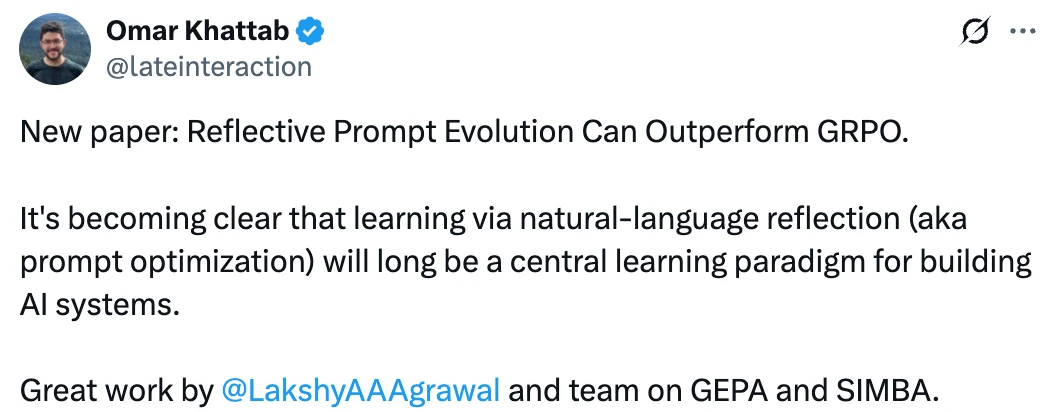 Omar Khattab
@lateinteraction
New paper: Reflective Prompt Evolution Can Outperform GRPO.
It's becoming clear that learning via natural-language reflection (aka
prompt optimization) will long be a central learning paradigm for building
AI systems.
Great work by @LakshyAAAgrawal and team on GEPA and SIMBA.